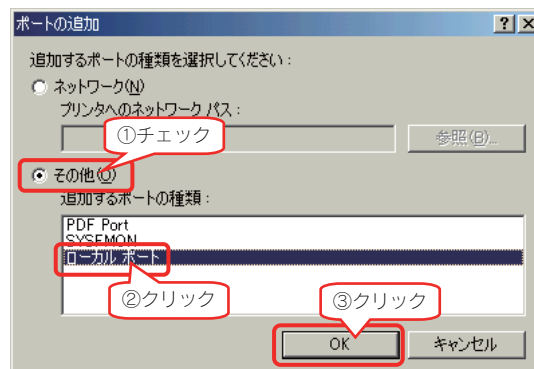 ポートの追加
追加するポートの種類を選択してください:
ネットワーク(N)
プリンタへのネットワーク パス:
①チェック
参照(B)...
その他(O)
追加するポートの種類:
PDF Port
SYSEMON
ローカル ポート
②クリック
③クリック
OK
キャンセル